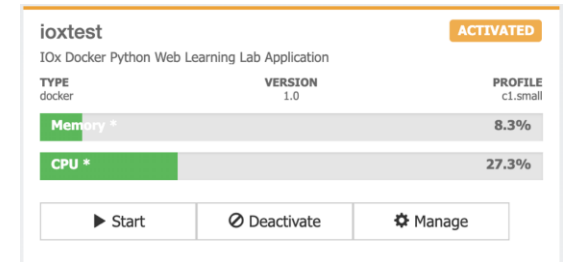 ioxtest ACTIVATED
IOx Docker Python Web Learning Lab Application
TYPE VERSION PROFILE
docker 1.0 c1.small
Memory * 8.3%
CPU * 27.3%
Start Deactivate Manage